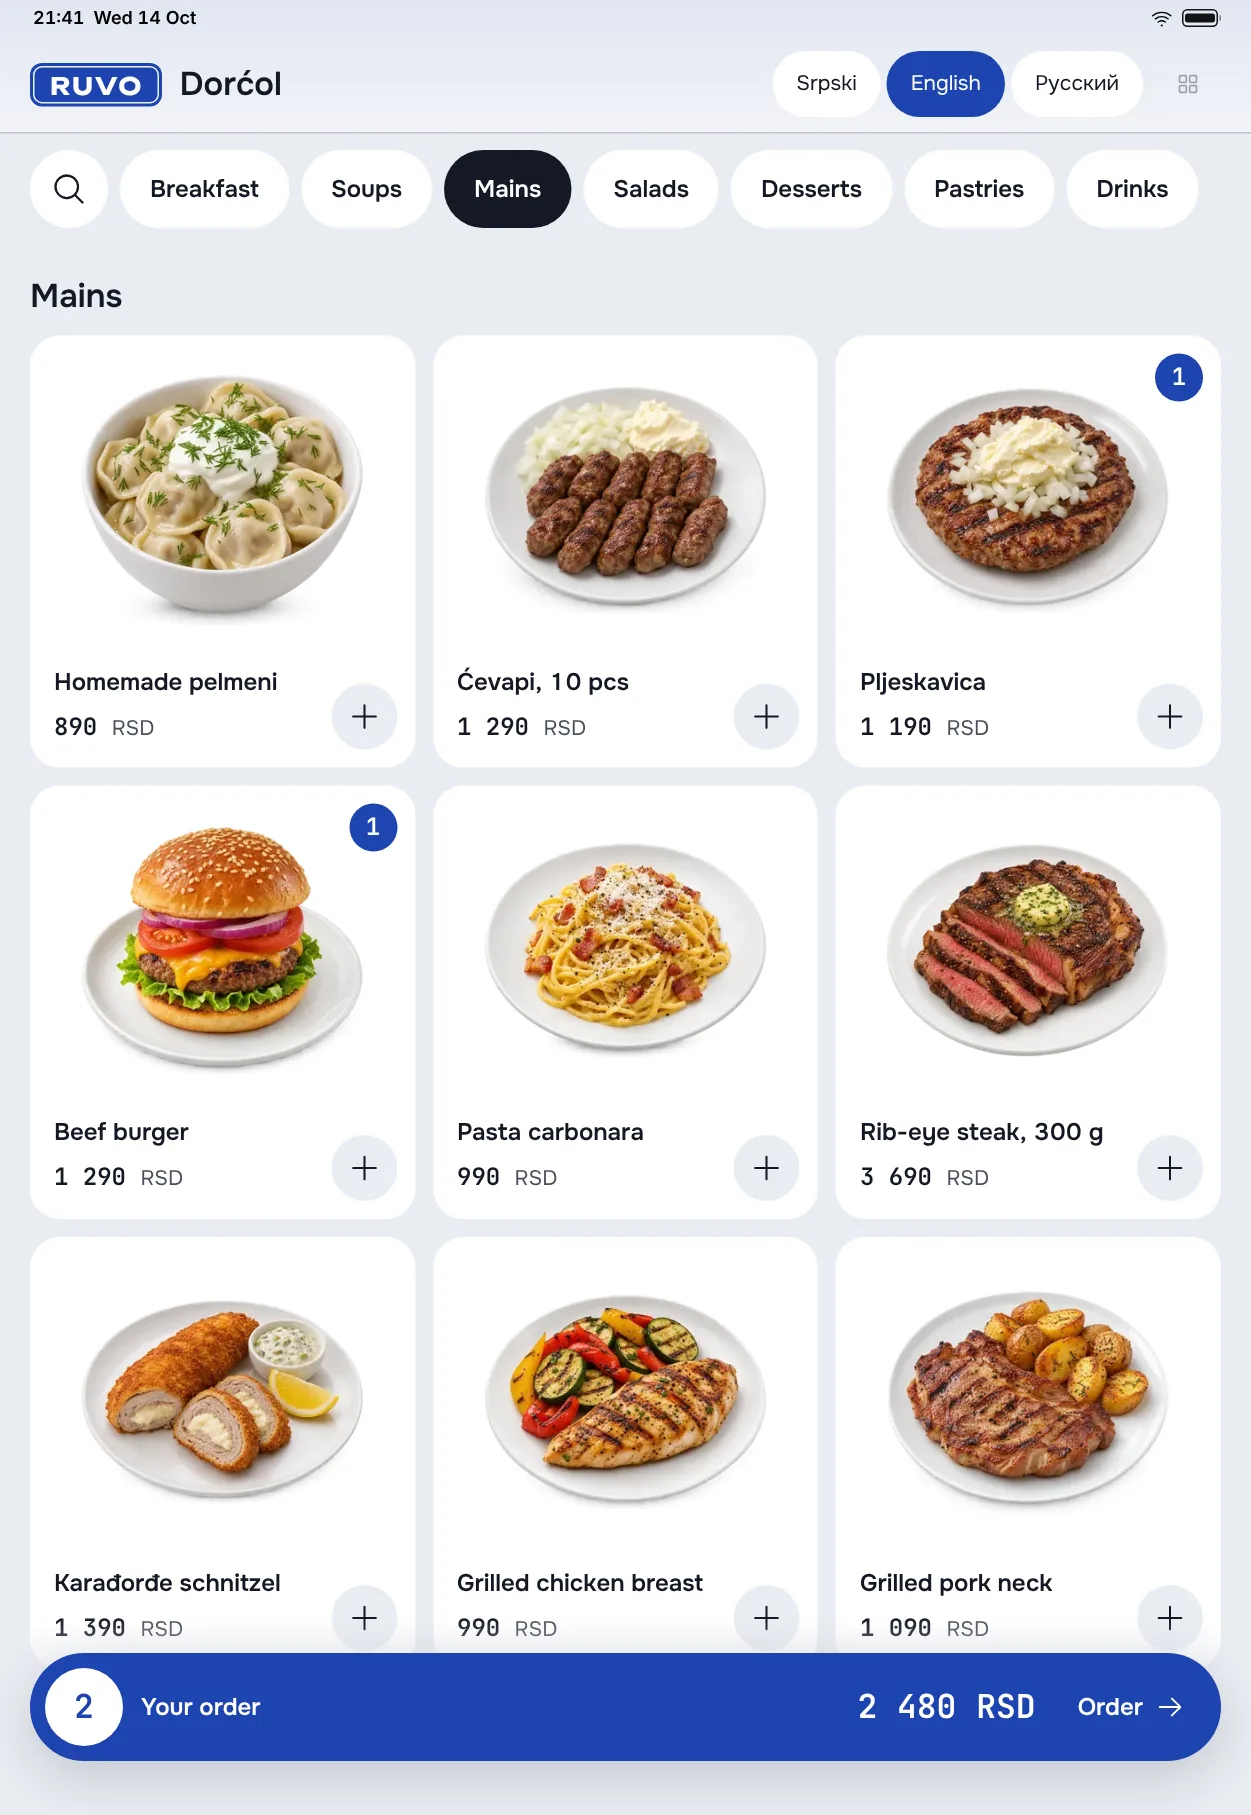 21:41 Wed 14 Oct
RUVO Dorćol
Srpski English Русский
Breakfast Soups Mains Salads Desserts Pastries Drinks
Mains
1
Homemade pelmeni
890 RSD
Ćevapi, 10 pcs
1 290 RSD
Pljeskavica
1 190 RSD
1
Beef burger
1 290 RSD
Pasta carbonara
990 RSD
Rib-eye steak, 300 g
3 690 RSD
Karađorđe schnitzel
1 390 RSD
Grilled chicken breast
990 RSD
Grilled pork neck
1 090 RSD
2 Your order 2 480 RSD Order